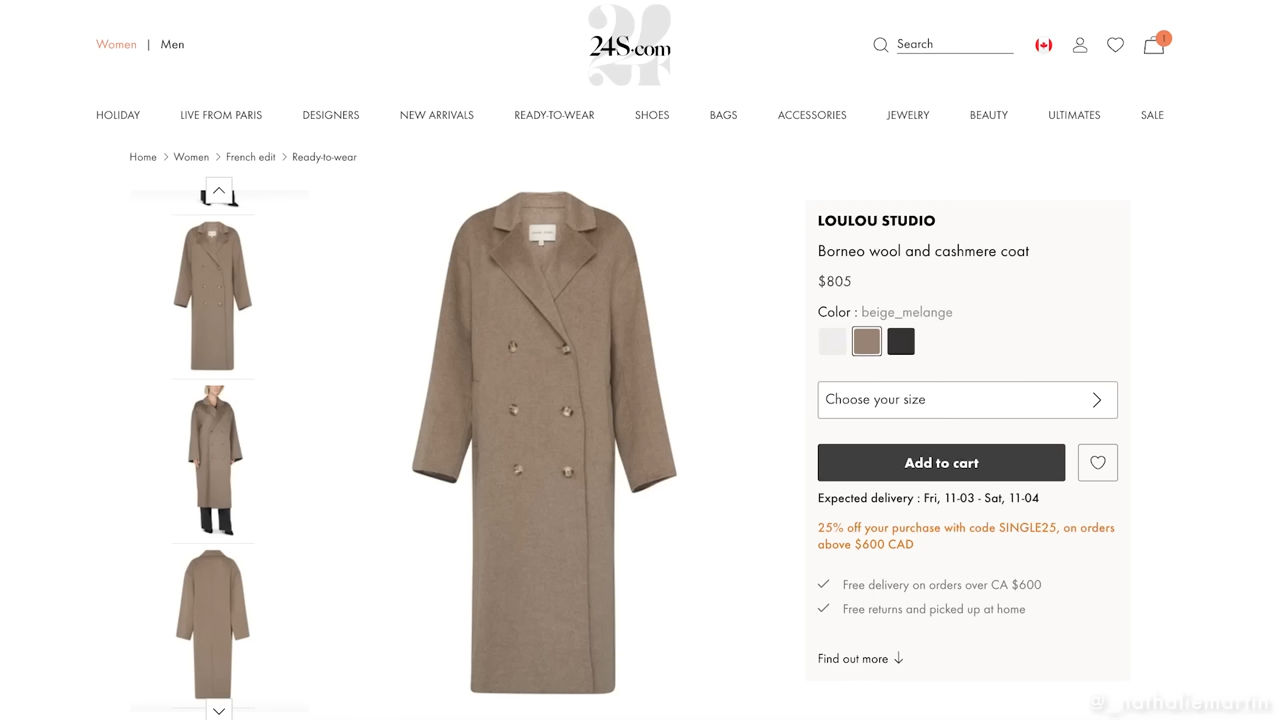 Women | Men
24S.com
Search
1
HOLIDAY LIVE FROM PARIS DESIGNERS NEW ARRIVALS READY-TO-WEAR SHOES BAGS ACCESSORIES JEWELRY BEAUTY ULTIMATES SALE
Home > Women > French edit > Ready-to-wear
LOULOU STUDIO
Borneo wool and cashmere coat
$805
Color : beige_melange
Choose your size
Add to cart
Expected delivery : Fri, 11-03 - Sat, 11-04
25% off your purchase with code SINGLE25, on orders
above $600 CAD
Free delivery on orders over CA $600
Free returns and picked up at home
Find out more
@_nathaliemartin